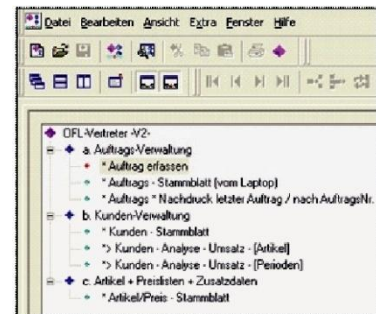 Datei Bearbeiten Ansicht Extra Fenster Hilfe
OFL-Vertreter -V2-
a. Auftrags-Verwaltung
* Auftrag erfassen
* Auftrags - Stammblatt (vom Laptop)
* Auftrags * Nachdruck letzter Auftrag / nach AuftragsNr.
b. Kunden-Verwaltung
* Kunden - Stammblatt
*> Kunden - Analyse - Umsatz - [Artikel]
*> Kunden - Analyse - Umsatz - [Perioden]
c. Artikel + Preislisten + Zusatzdaten
* Artikel/Preis - Stammblatt